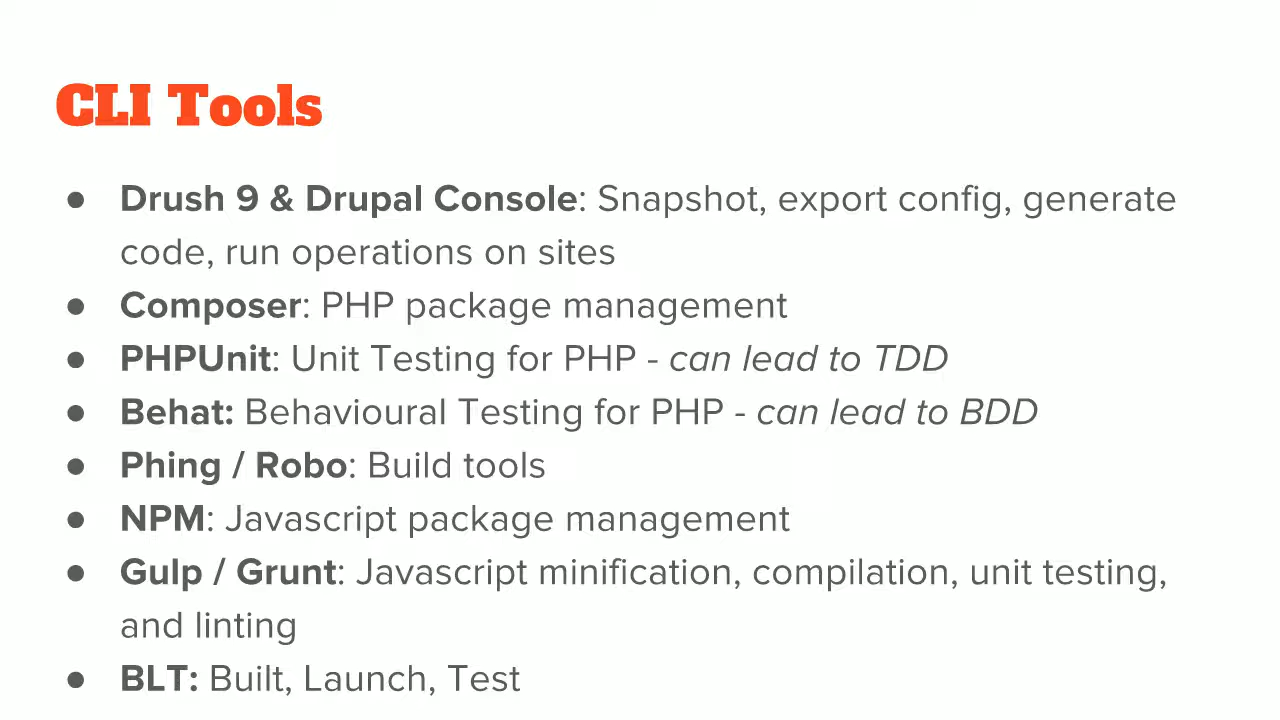 CLI Tools
● Drush 9 & Drupal Console: Snapshot, export config, generate
code, run operations on sites
● Composer: PHP package management
● PHPUnit: Unit Testing for PHP - can lead to TDD
● Behat: Behavioural Testing for PHP - can lead to BDD
● Phing / Robo: Build tools
● NPM: Javascript package management
● Gulp / Grunt: Javascript minification, compilation, unit testing,
and linting
● BLT: Built, Launch, Test